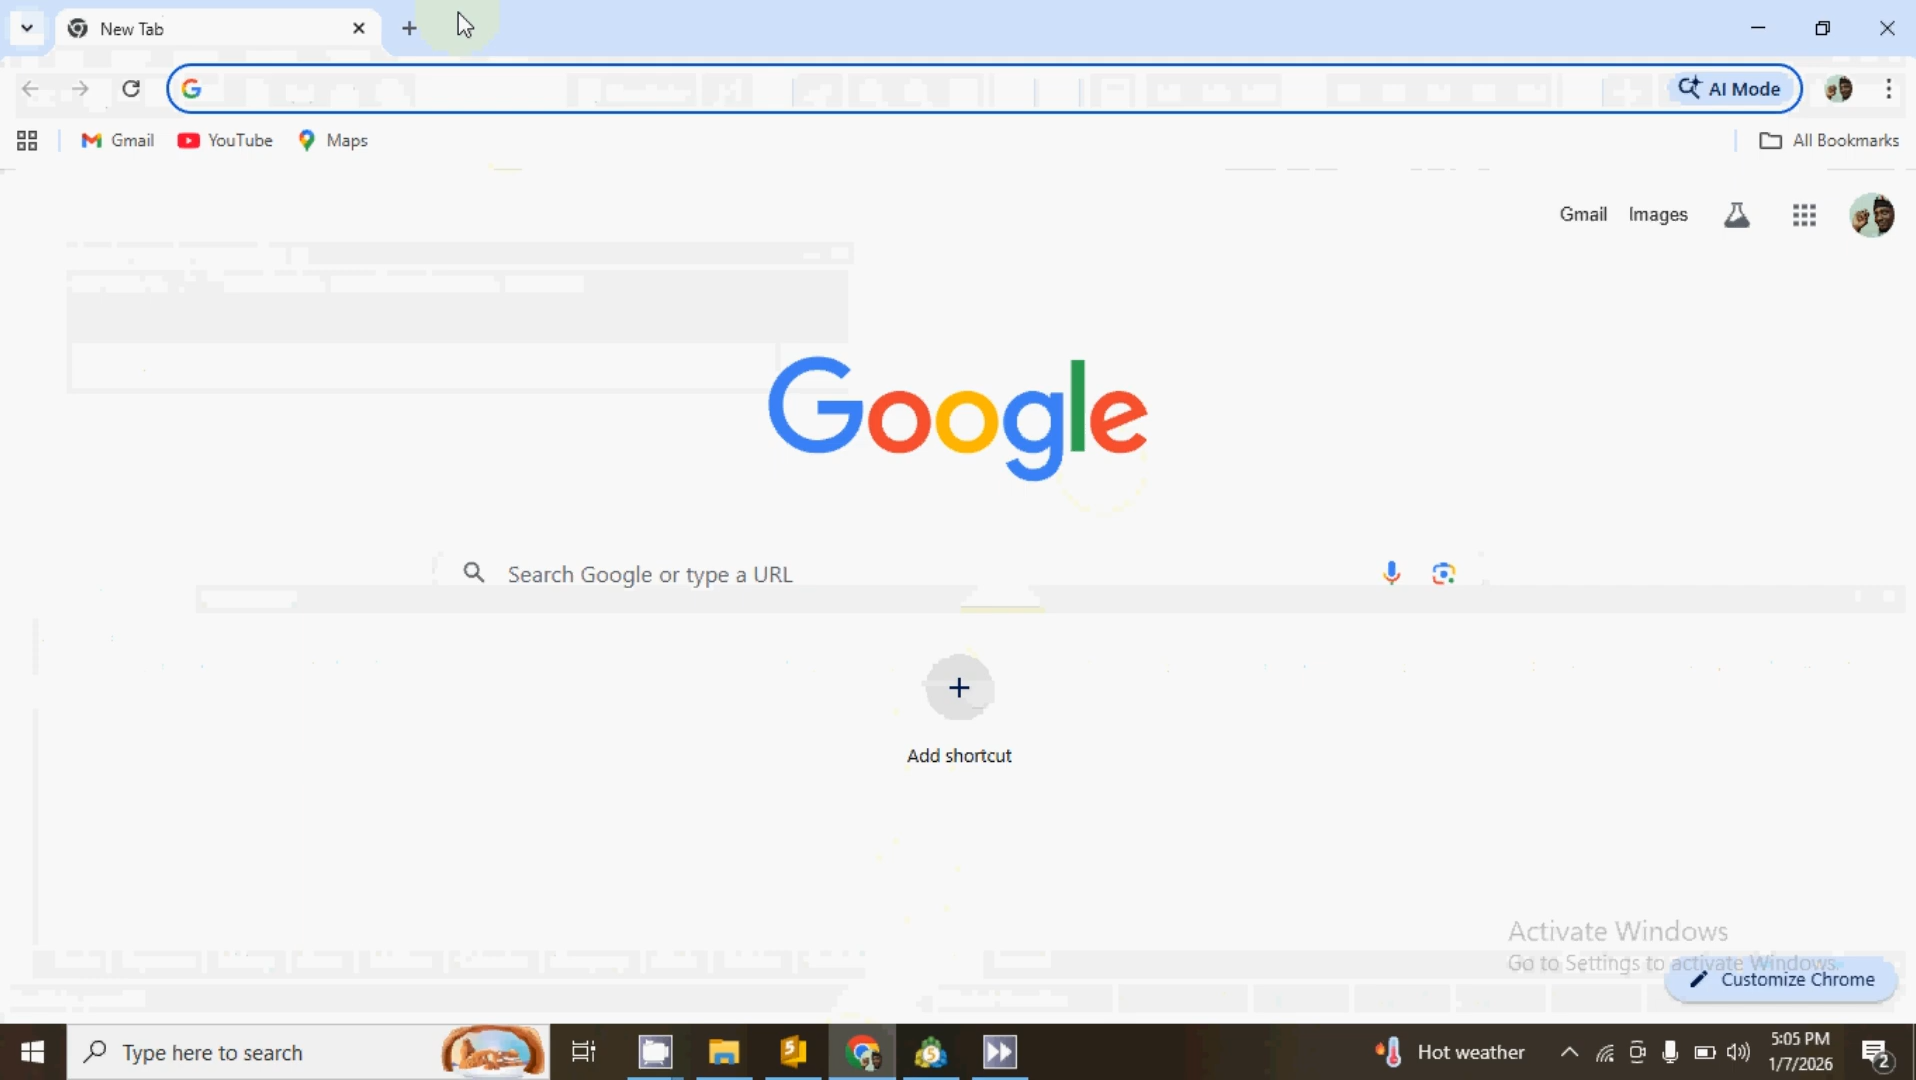 New Tab
AI Mode
Gmail
YouTube
Maps
All Bookmarks
Gmail
Images
Google
Search Google or type a URL
Add shortcut
Activate Windows
Go to Settings to activate Windows.
Customize Chrome
Type here to search
Hot weather
5:05 PM
1/7/2026
2